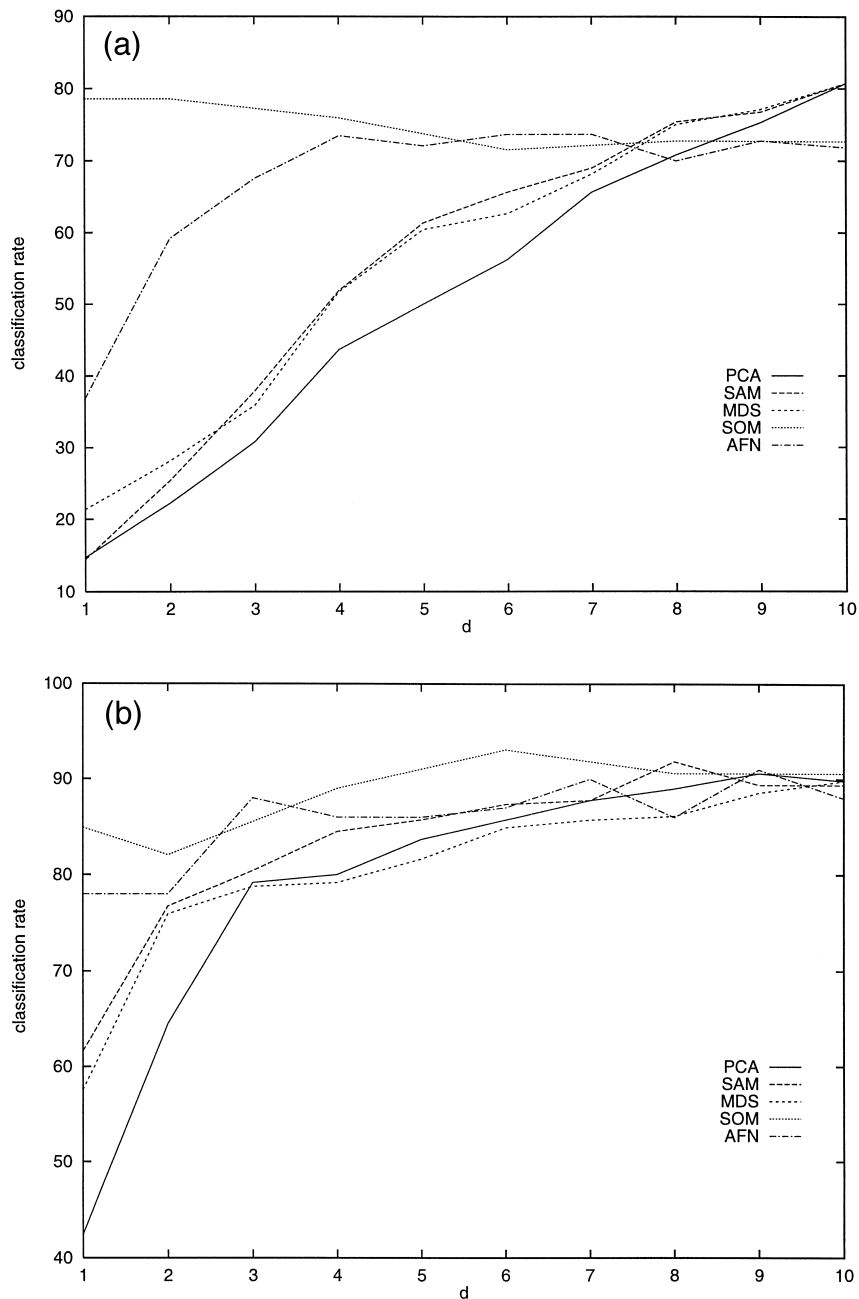 (a)
90
80
70
60
50
40
30
20
10
classification rate
PCA
SAM
MDS
SOM
AFN
1 2 3 4 5 6 7 8 9 10
d
(b)
100
90
80
70
60
50
40
classification rate
PCA
SAM
MDS
SOM
AFN
1 2 3 4 5 6 7 8 9 10
d